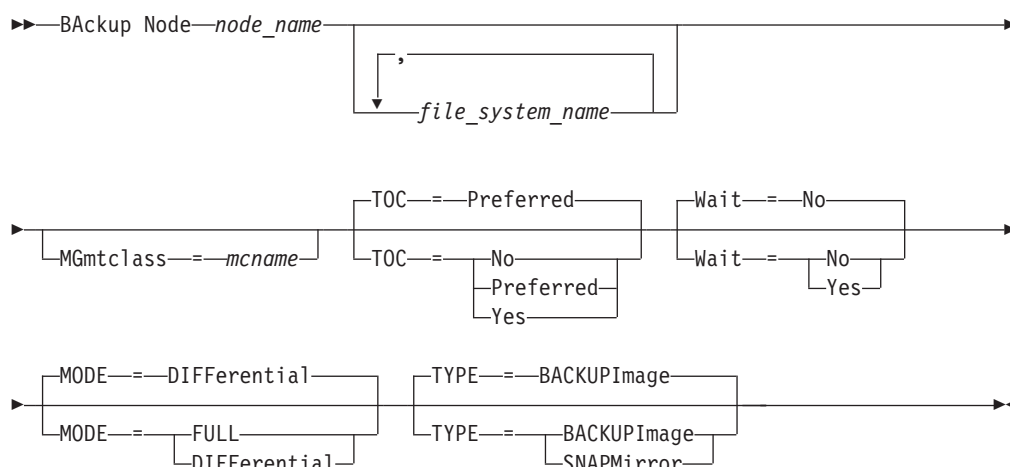 BAckup Node node_name
,
file_system_name
TOC = Preferred Wait = No
MGmtclass = mcname TOC = No Wait = No
Preferred Yes
Yes
MODE = DIFFerential TYPE = BACKUPImage
MODE = FULL TYPE = BACKUPImage
DIFFerential SNAPMirror